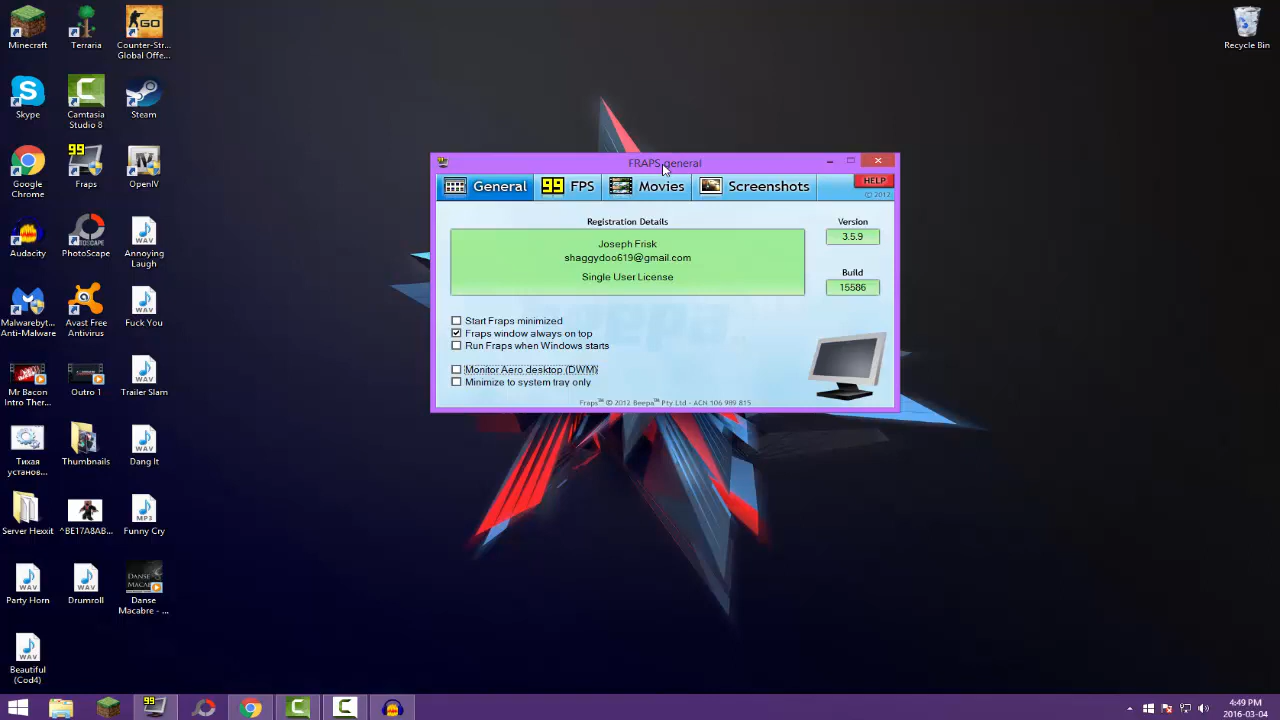 Minecraft
Terraria
Counter-Str...
Global Offe...
Recycle Bin
Skype
Camtasia
Studio 8
Steam
Google
Chrome
99
Fraps
OpenIV
Audacity
PhotoScape
Annoying
Laugh
Malwarebyt...
Anti-Malware
Avast Free
Antivirus
Fuck You
Mr Bacon
Intro Ther...
Outro 1
Trailer Slam
Тихая
установ...
Thumbnails
Dang It
Server Hexxit
^BE17A8AB...
Funny Cry
Party Horn
Drumroll
Danse
Macabre - ...
Beautiful
(Cod4)
FRAPS general
General
99 FPS
Movies
Screenshots
HELP
© 2012
Registration Details
Joseph Frisk
shaggydoo619@gmail.com
Single User License
Version
3.5.9
Build
15586
Start Fraps minimized
Fraps window always on top
Run Fraps when Windows starts
Monitor Aero desktop (DWM)
Minimize to system tray only
Fraps™ © 2012 Beepa™ Pty Ltd - ACN 106 989 815
99
4:49 PM
2016-03-04